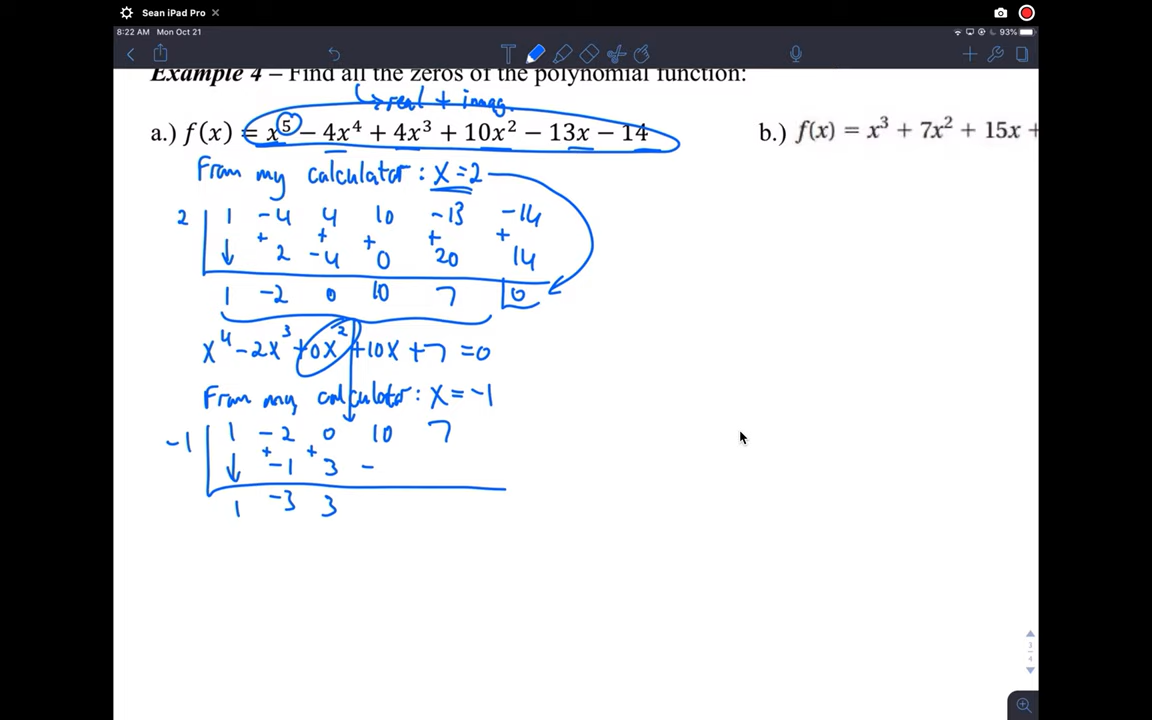 Sean iPad Pro ×
8:22 AM Mon Oct 21 93%
Example 4 – Find all the zeros of the polynomial function:
↳ real + imag.
a.) f(x) = x⁵ − 4x⁴ + 4x³ + 10x² − 13x − 14
b.) f(x) = x³ + 7x² + 15x +
From my calculator: x = 2
2 | 1 -4 4 10 -13 -14
↓ + 2 + -4 + 0 + 20 + 14
1 -2 0 10 7 0
x⁴ - 2x³ + 0x² + 10x + 7 = 0
From my calculator: x = -1
-1 | 1 -2 0 10 7
↓ + -1 + 3 -
1 -3 3
3
4